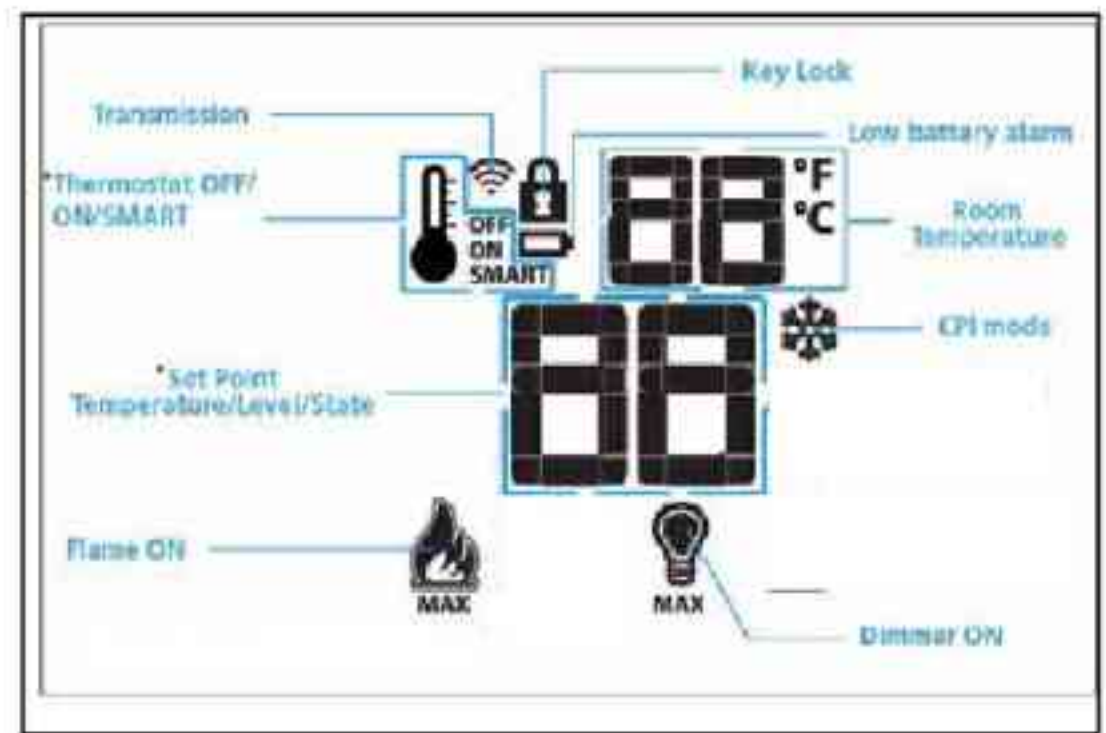 Key Lock
Transmission
Low battery alarm
*Thermostat OFF/
ON/SMART
OFF
ON
SMART
88
°F
°C
Room
Temperature
CPI mode
*Set Point
Temperature/Level/State
88
Flame ON
MAX
MAX
Dimmer ON